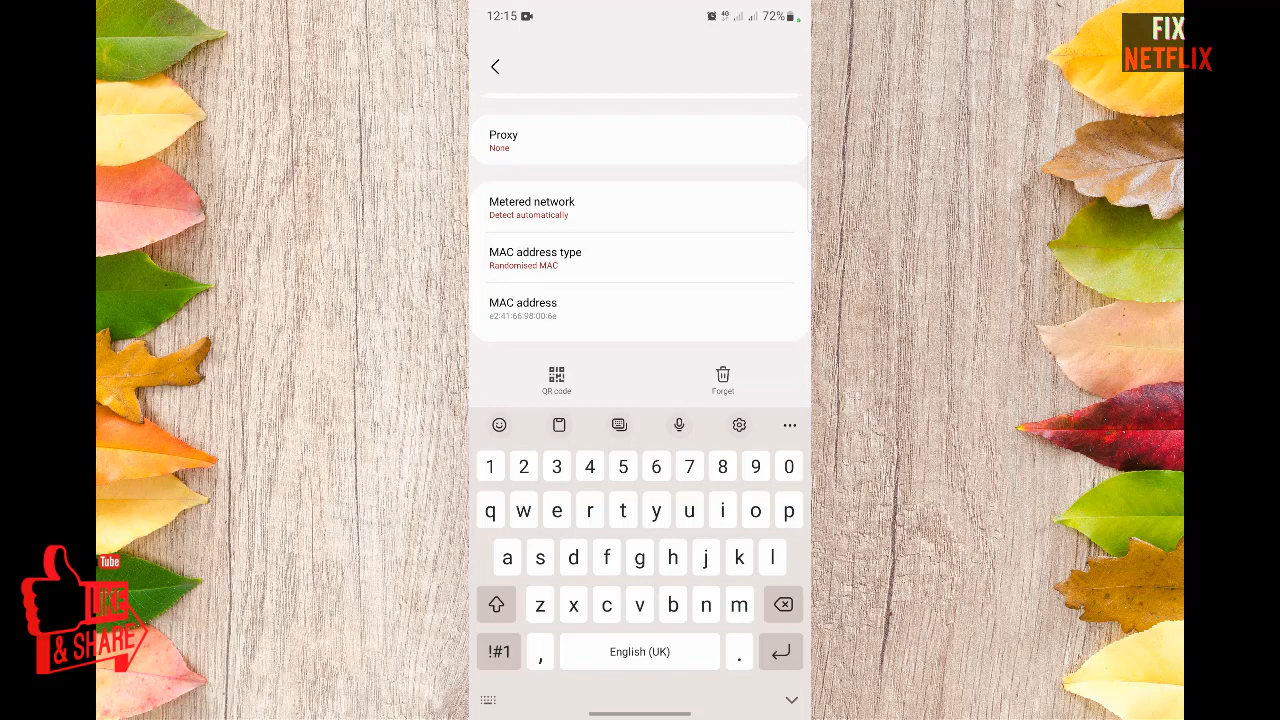 12:15
4G
72%
FIX
NETFLIX
Proxy
None
Metered network
Detect automatically
MAC address type
Randomised MAC
MAC address
e2:41:66:98:00:6e
QR code
Forget
1 2 3 4 5 6 7 8 9 0
q w e r t y u i o p
a s d f g h j k l
z x c v b n m
!#1 , English (UK) .
Tube
LIKE
& SHARE